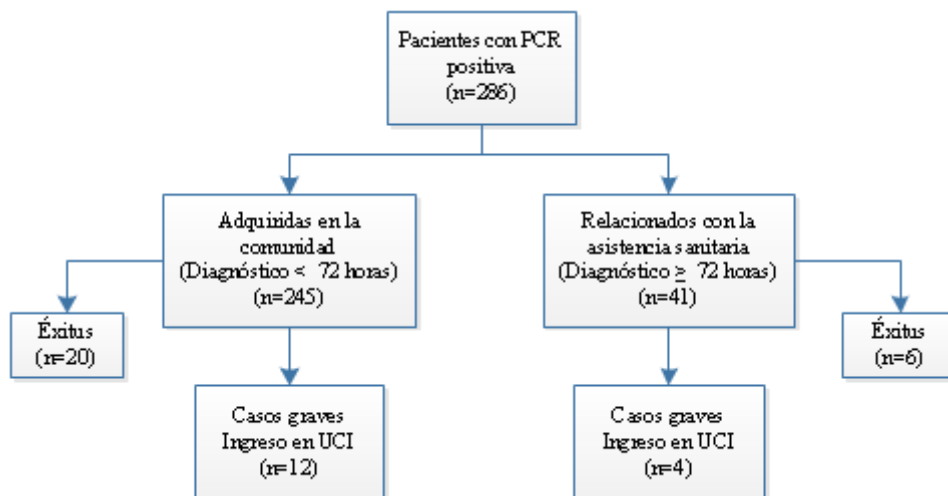 Pacientes con PCR
positiva
(n=286)
Adquiridas en la
comunidad
(Diagnóstico < 72 horas)
(n=245)
Relacionados con la
asistencia sanitaria
(Diagnóstico ≥ 72 horas)
(n=41)
Éxitus
(n=20)
Éxitus
(n=6)
Casos graves
Ingreso en UCI
(n=12)
Casos graves
Ingreso en UCI
(n=4)